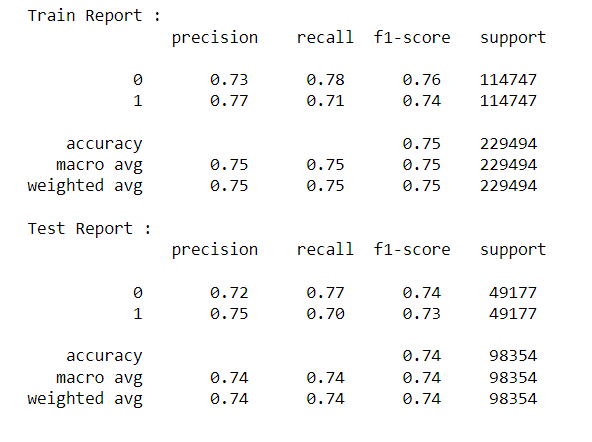 Train Report :
precision recall f1-score support
0 0.73 0.78 0.76 114747
1 0.77 0.71 0.74 114747
accuracy 0.75 229494
macro avg 0.75 0.75 0.75 229494
weighted avg 0.75 0.75 0.75 229494
Test Report :
precision recall f1-score support
0 0.72 0.77 0.74 49177
1 0.75 0.70 0.73 49177
accuracy 0.74 98354
macro avg 0.74 0.74 0.74 98354
weighted avg 0.74 0.74 0.74 98354